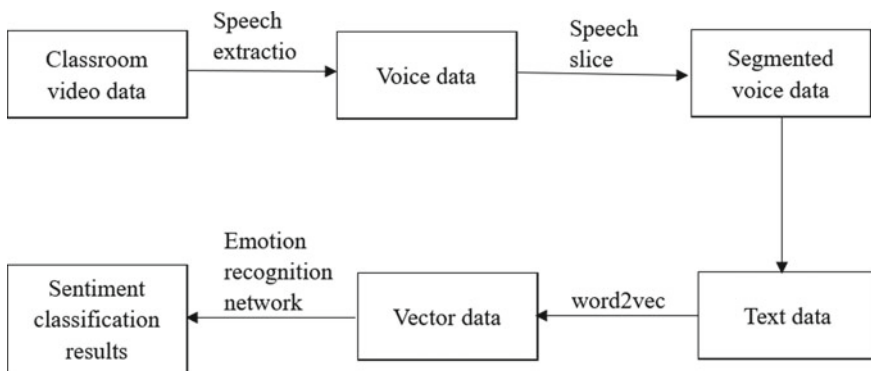 Classroom
video data
Speech
extractio
Voice data
Speech
slice
Segmented
voice data
Text data
word2vec
Vector data
Emotion
recognition
network
Sentiment
classification
results